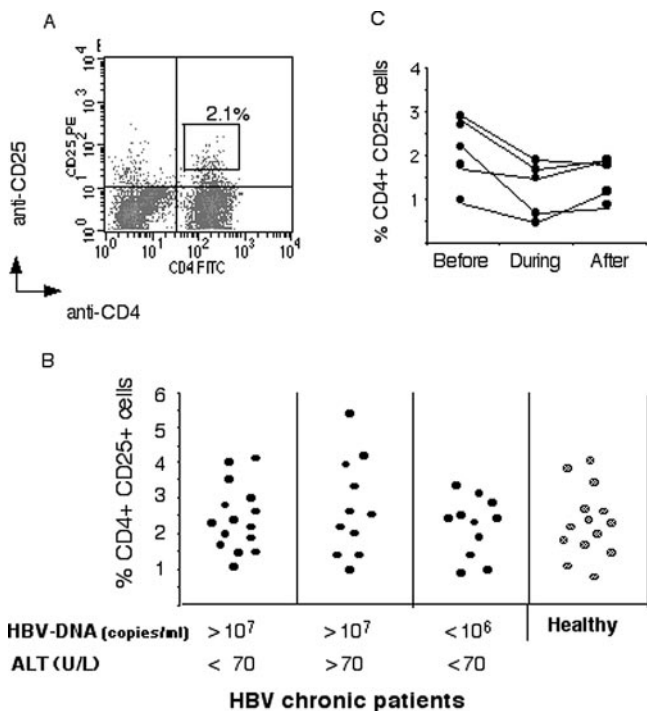 A
C
2.1%
anti-CD25
CD25 PE
10⁰ 10¹ 10² 10³ 10⁴
10⁰ 10¹ 10² 10³ 10⁴
CD4 FITC
anti-CD4
% CD4+ CD25+ cells
4
3
2
1
Before During After
B
% CD4+ CD25+ cells
6
5
4
3
2
1
HBV-DNA (copies/ml) >10⁷ >10⁷ <10⁶ Healthy
ALT (U/L) < 70 >70 <70
HBV chronic patients